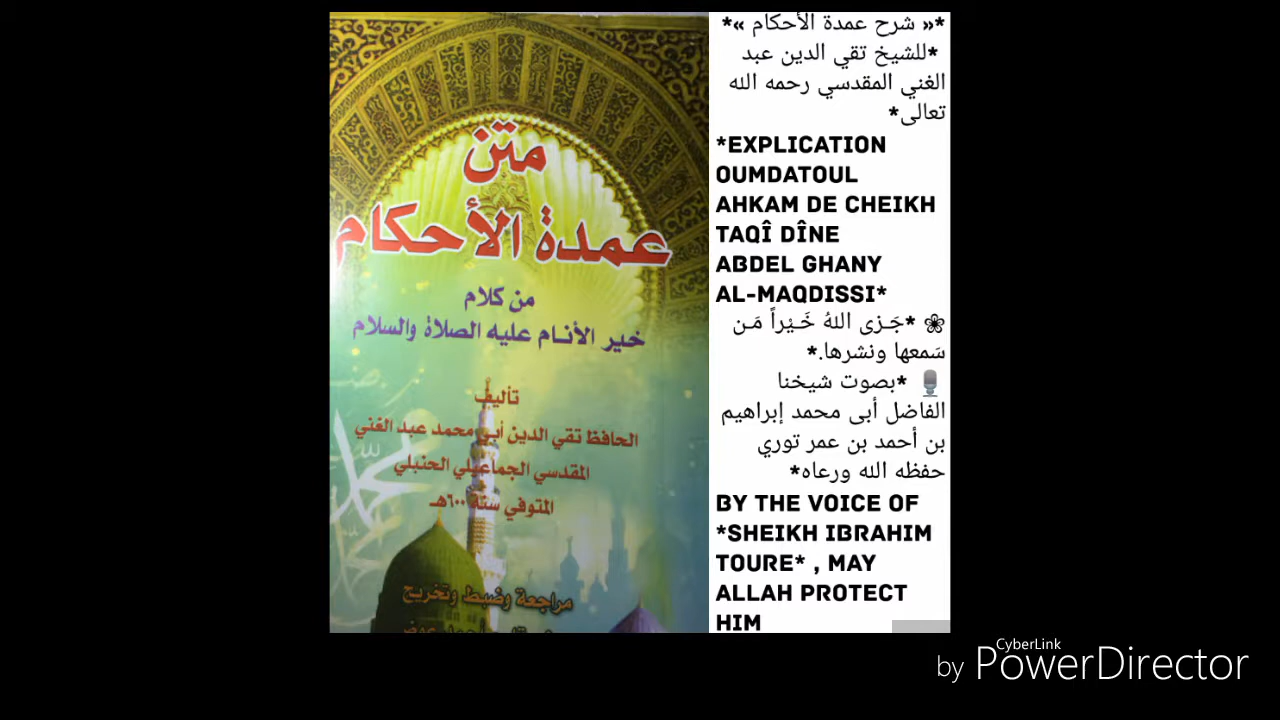 متن
عمدة الأحكام
من كلام
خير الأنام عليه الصلاة والسلام
تأليف
الحافظ تقي الدين أبي محمد عبد الغني
المقدسي الجماعيلي الحنبلي
المتوفي سنة ٦٠٠هـ
مراجعة وضبط وتخريج
*« شرح عمدة الأحكام »*
*للشيخ تقي الدين عبد
الغني المقدسي رحمه الله
تعالى*
*EXPLICATION
OUMDATOUL
AHKAM DE CHEIKH
TAQÎ DÎNE
ABDEL GHANY
AL-MAQDISSI*
❀ *جَـزى اللهُ خَـيْراً مَـن
سَمعها ونشرها.*
🎙 *بصوت شيخنا
الفاضل أبى محمد إبراهيم
بن أحمد بن عمر توري
حفظه الله ورعاه*
BY THE VOICE OF
*SHEIKH IBRAHIM
TOURE* , MAY
ALLAH PROTECT
HIM
CyberLink
by PowerDirector